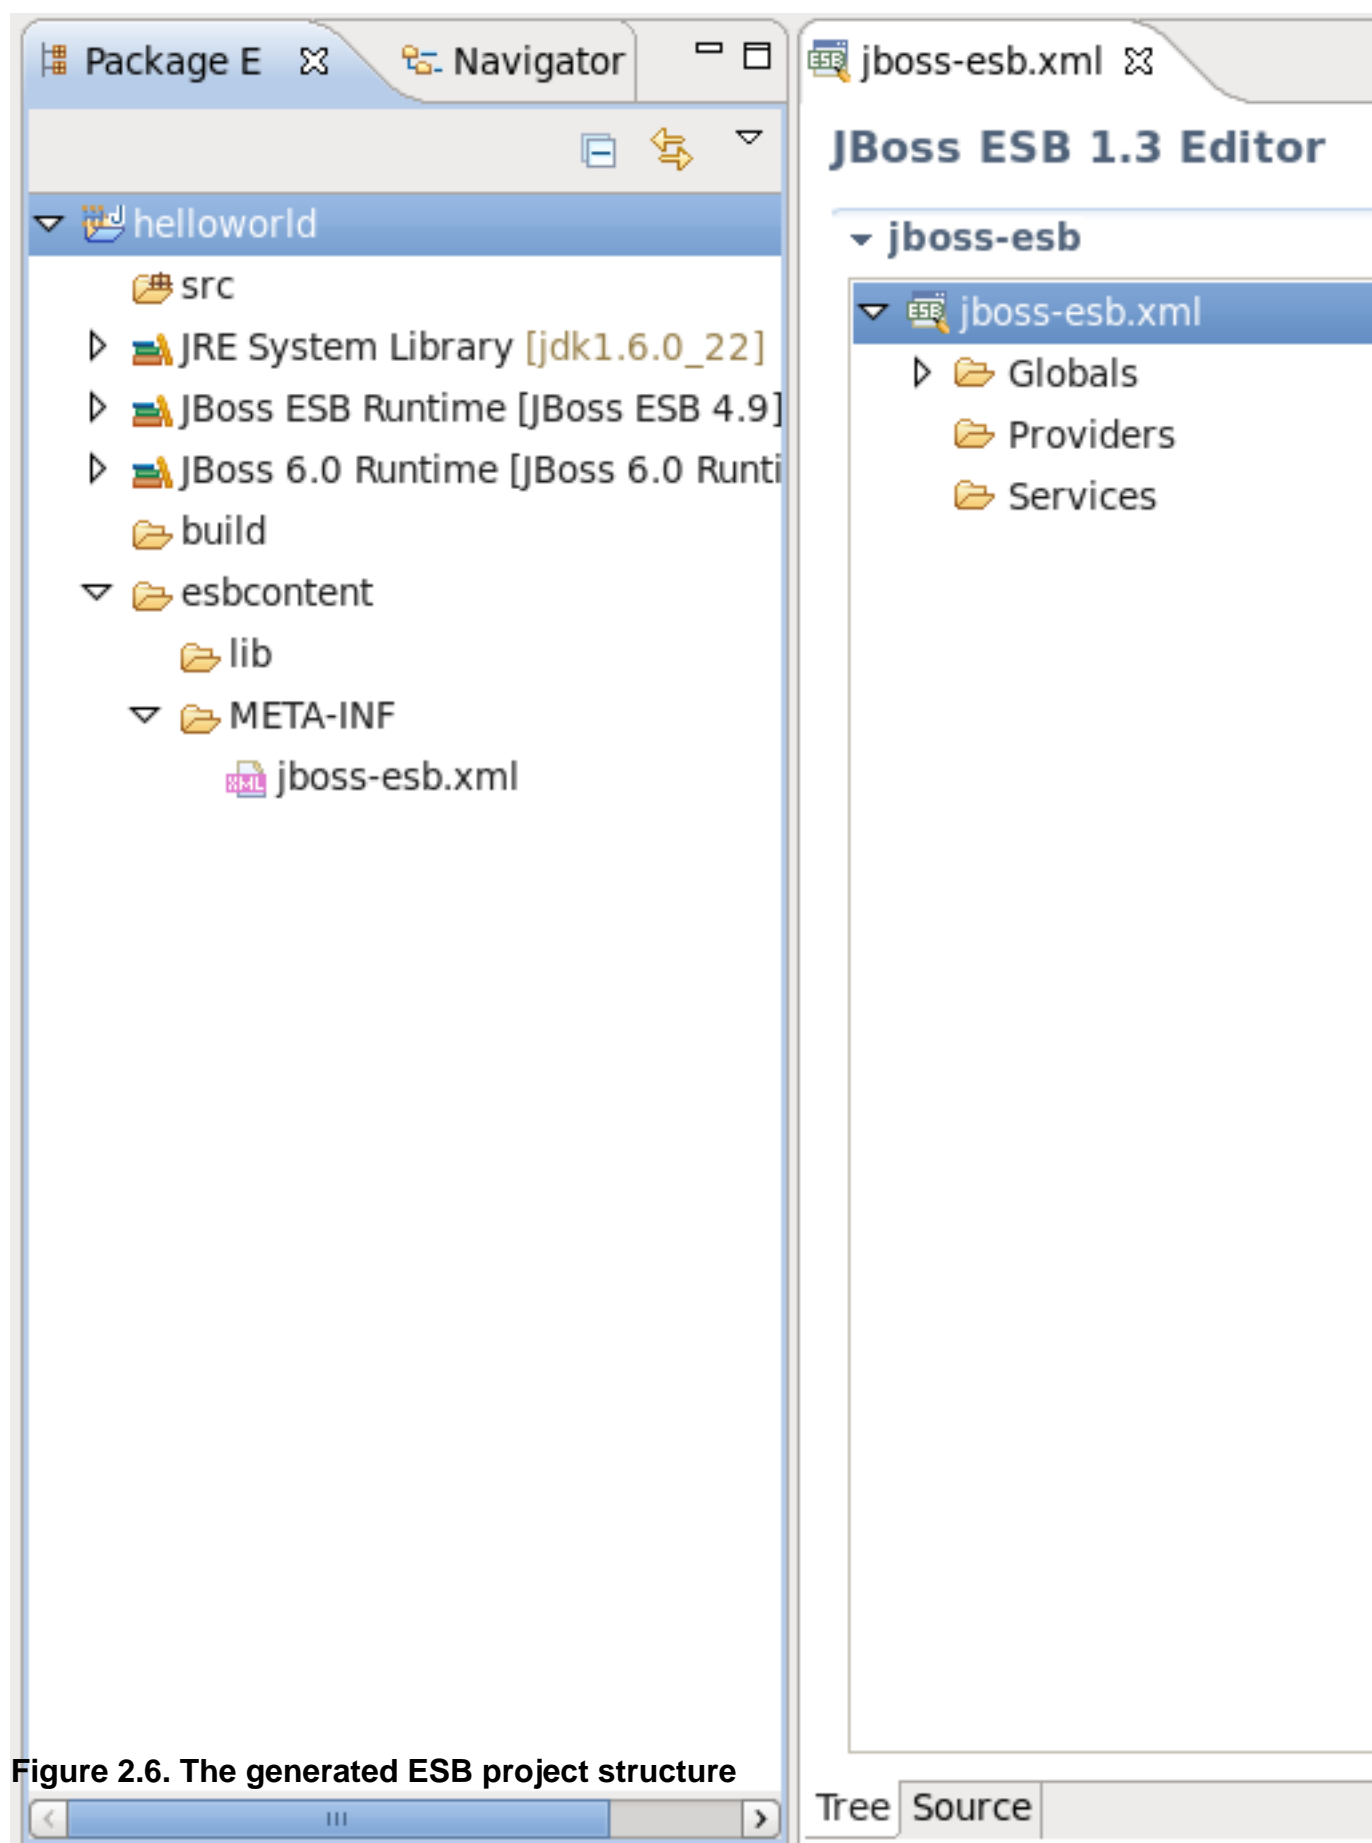 Package E
Navigator
helloworld
src
JRE System Library [jdk1.6.0_22]
JBoss ESB Runtime [JBoss ESB 4.9]
JBoss 6.0 Runtime [JBoss 6.0 Runti
build
esbcontent
lib
META-INF
jboss-esb.xml
jboss-esb.xml
JBoss ESB 1.3 Editor
jboss-esb
jboss-esb.xml
Globals
Providers
Services
Tree
Source
Figure 2.6. The generated ESB project structure